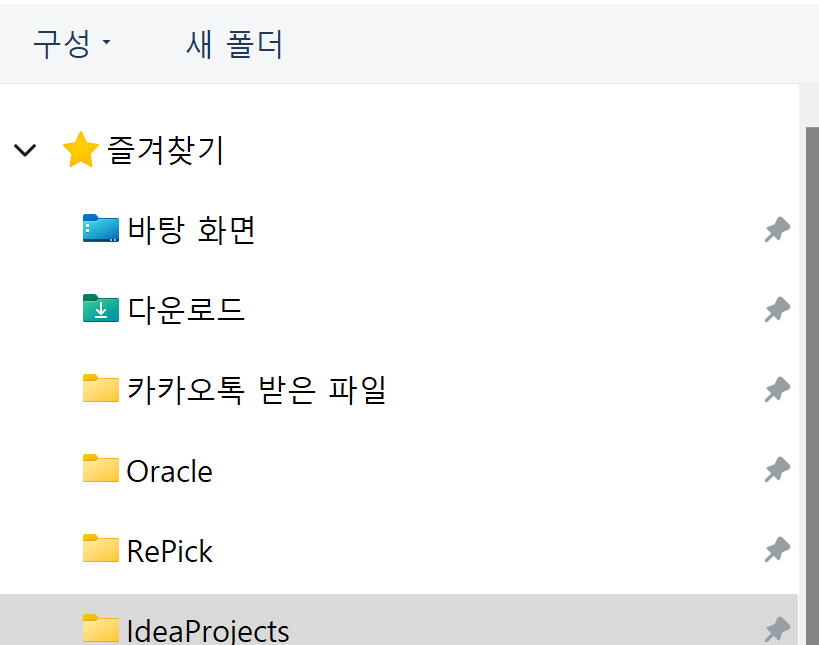 구성 새 폴더
즐겨찾기
바탕 화면
다운로드
카카오톡 받은 파일
Oracle
RePick
IdeaProjects